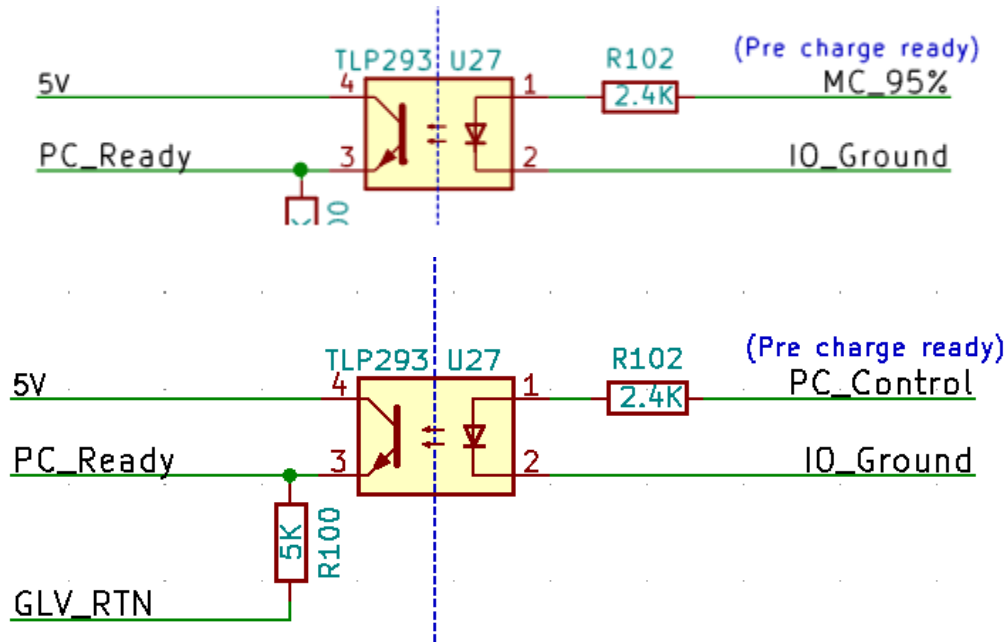 (Pre charge ready)
TLP293 U27 R102
5V 4 1 2.4K MC_95%
PC_Ready 3 2 IO_Ground
(Pre charge ready)
TLP293 U27 R102
5V 4 1 2.4K PC_Control
PC_Ready 3 2 IO_Ground
5K R100
GLV_RTN